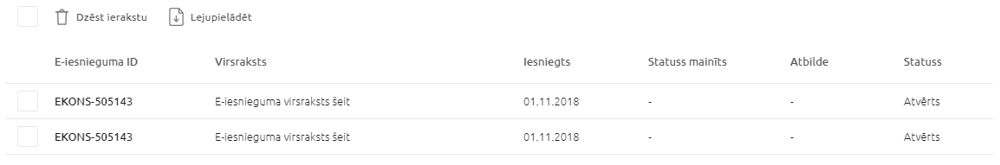 Dzēst ierakstu Lejupielādēt
E-iesnieguma ID Virsraksts Iesniegts Statuss mainīts Atbilde Statuss
EKONS-505143 E-iesnieguma virsraksts šeit 01.11.2018 - - Atvērts
EKONS-505143 E-iesnieguma virsraksts šeit 01.11.2018 - - Atvērts